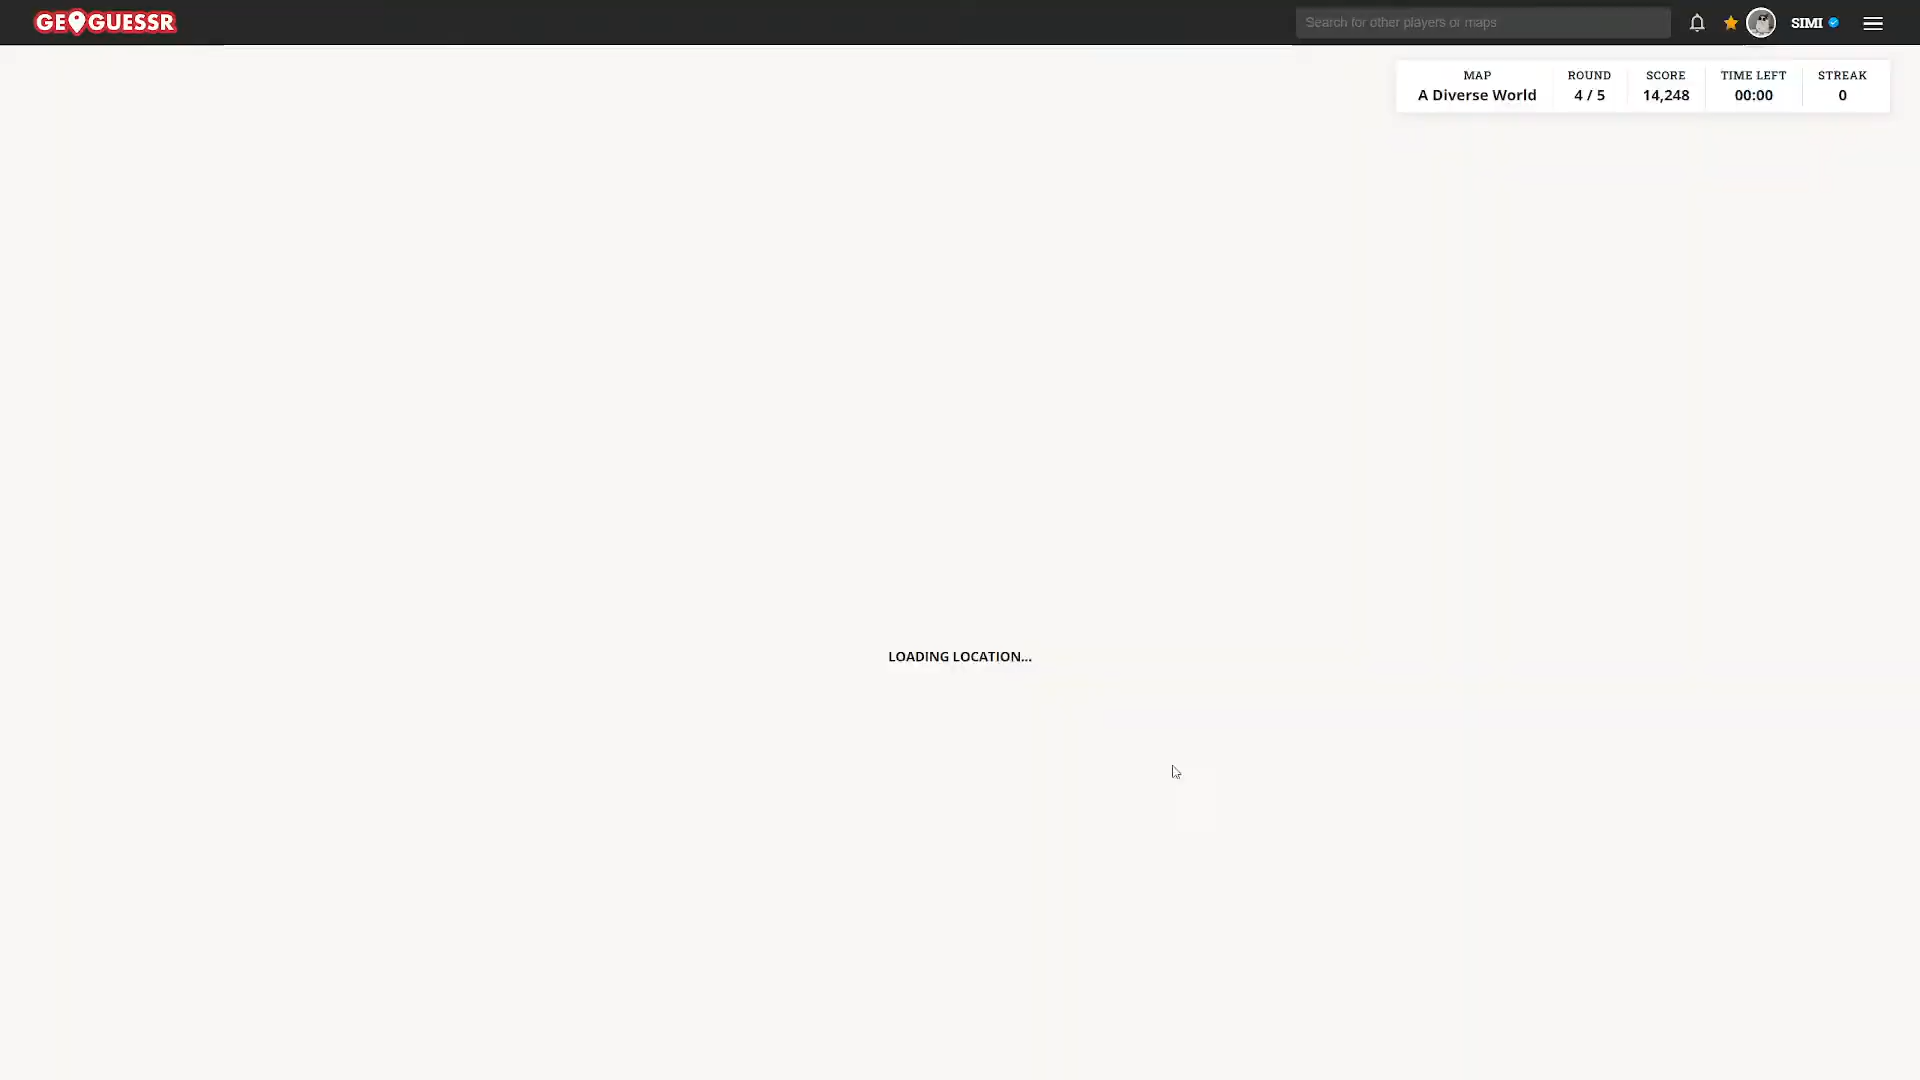 GEOGUESSR
Search for other players or maps
SIMI
MAP
A Diverse World
ROUND
4 / 5
SCORE
14,248
TIME LEFT
00:00
STREAK
0
LOADING LOCATION...